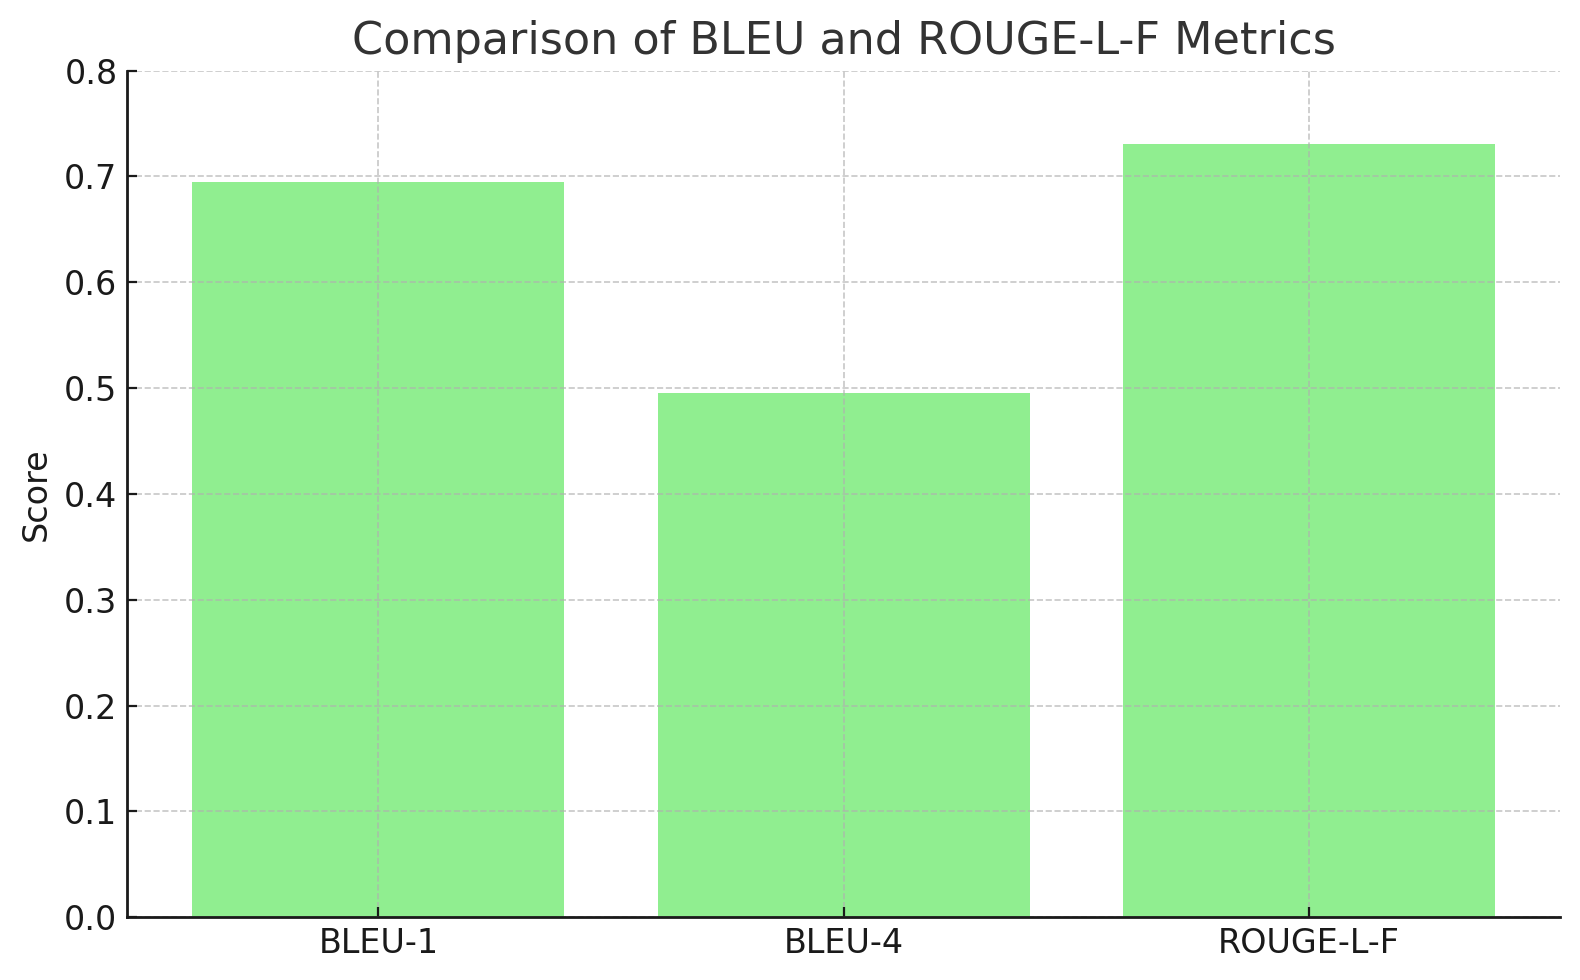 Comparison of BLEU and ROUGE-L-F Metrics
0.8
0.7
0.6
0.5
0.4
0.3
0.2
0.1
0.0
Score
BLEU-1
BLEU-4
ROUGE-L-F